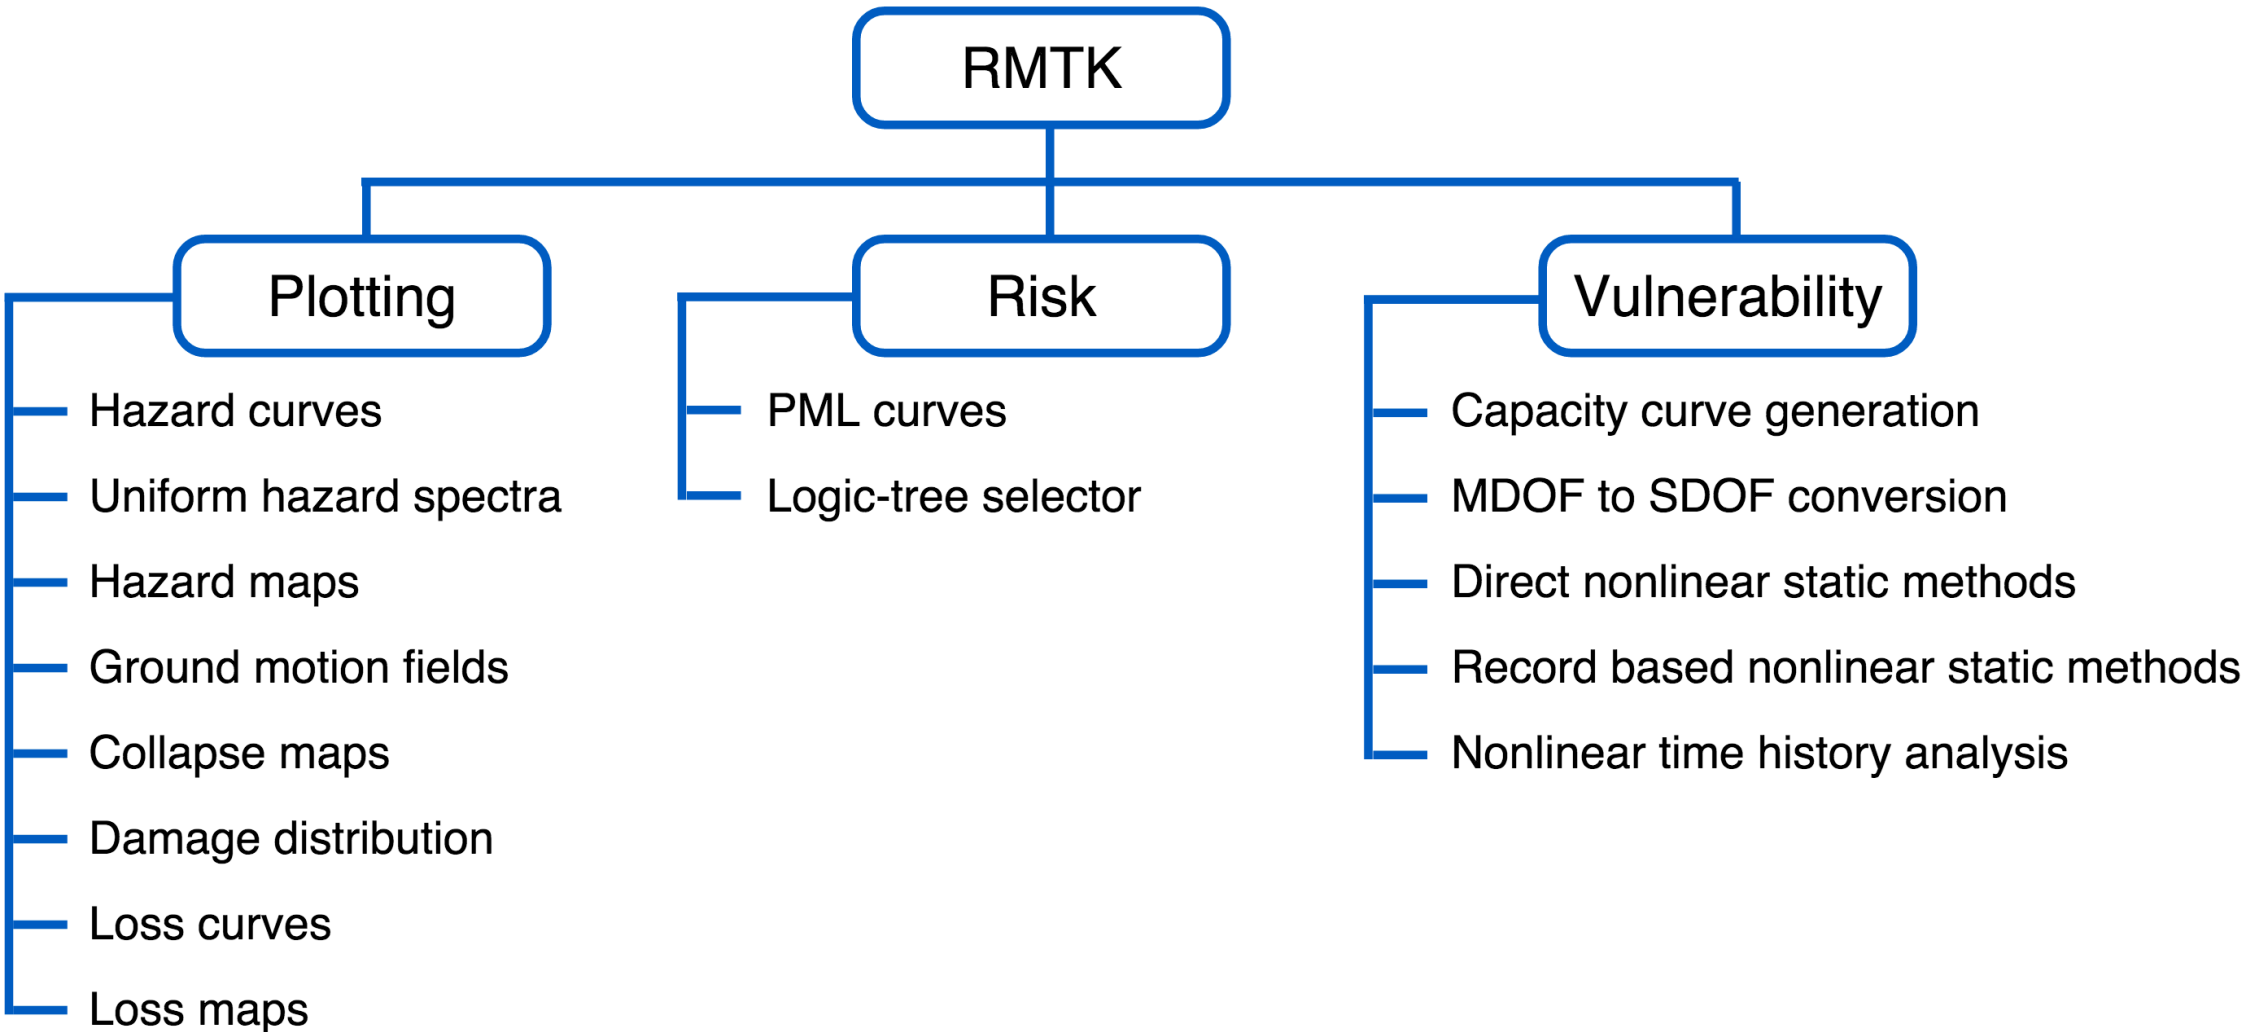 RMTK
Plotting
Hazard curves
Uniform hazard spectra
Hazard maps
Ground motion fields
Collapse maps
Damage distribution
Loss curves
Loss maps
Risk
PML curves
Logic-tree selector
Vulnerability
Capacity curve generation
MDOF to SDOF conversion
Direct nonlinear static methods
Record based nonlinear static methods
Nonlinear time history analysis